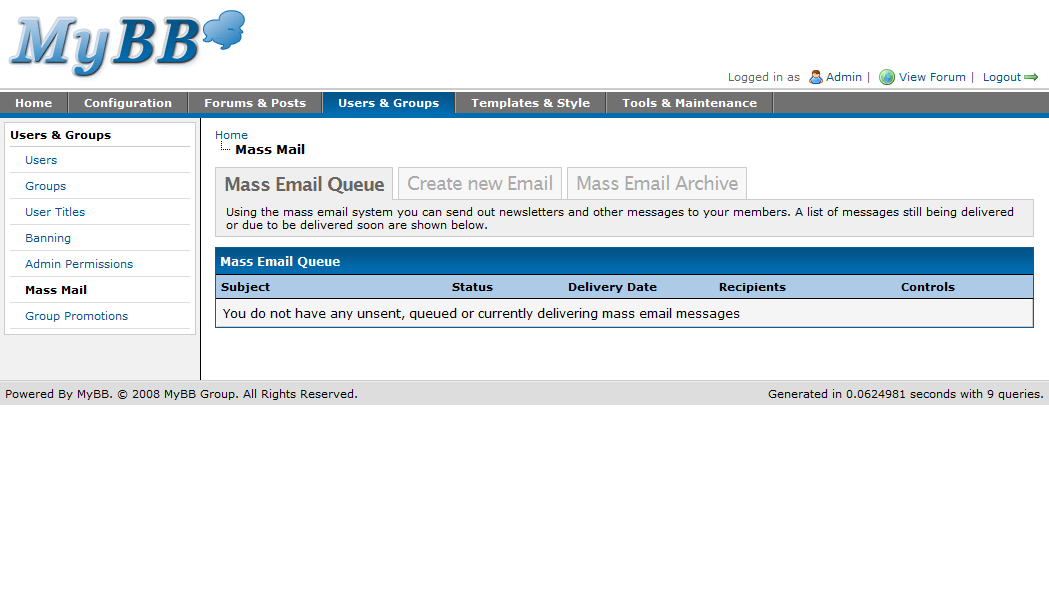 MyBB
Logged in as Admin | View Forum | Logout
Home Configuration Forums & Posts Users & Groups Templates & Style Tools & Maintenance
Users & Groups
Users
Groups
User Titles
Banning
Admin Permissions
Mass Mail
Group Promotions
Home
Mass Mail
Mass Email Queue Create new Email Mass Email Archive
Using the mass email system you can send out newsletters and other messages to your members. A list of messages still being delivered
or due to be delivered soon are shown below.
Mass Email Queue
Subject Status Delivery Date Recipients Controls
You do not have any unsent, queued or currently delivering mass email messages
Powered By MyBB. © 2008 MyBB Group. All Rights Reserved. Generated in 0.0624981 seconds with 9 queries.